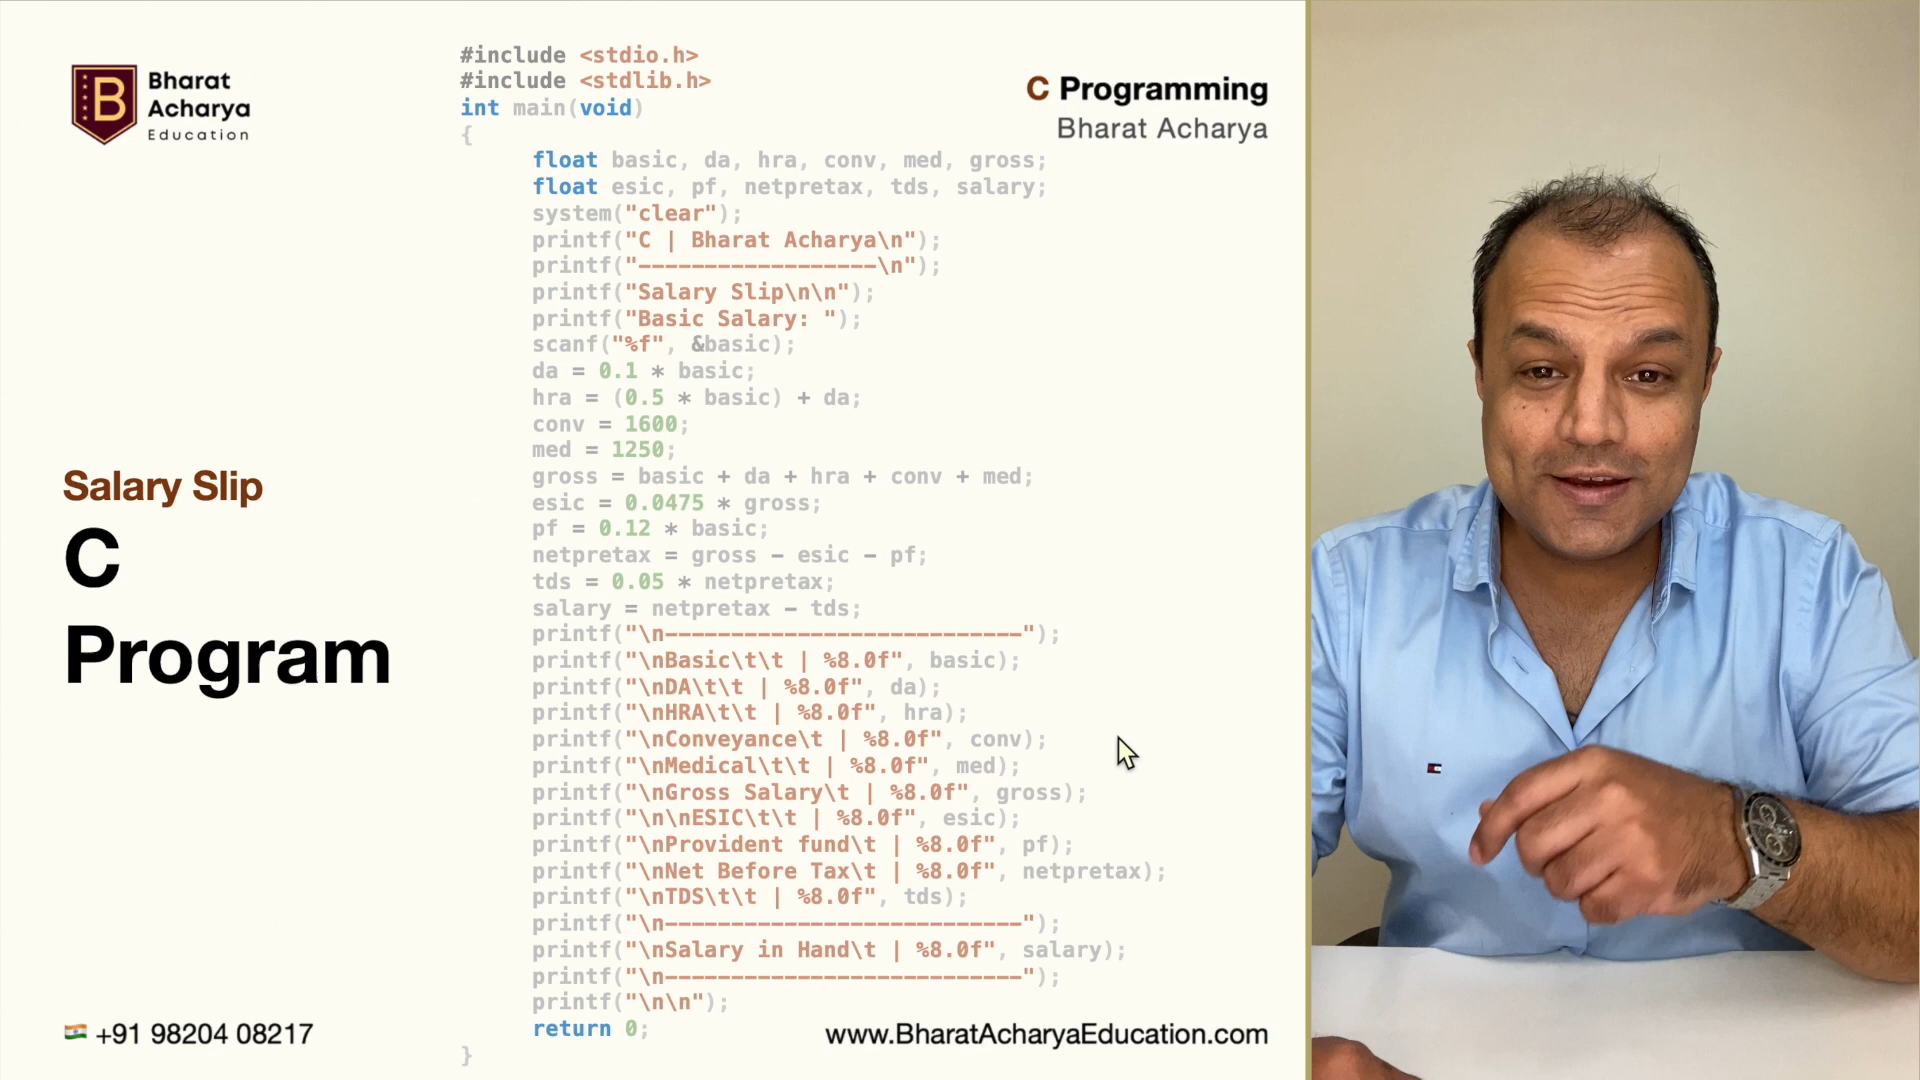 Bharat
Acharya
Education
C Programming
Bharat Acharya
#include <stdio.h>
#include <stdlib.h>
int main(void)
{
float basic, da, hra, conv, med, gross;
float esic, pf, netpretax, tds, salary;
system("clear");
printf("C | Bharat Acharya\n");
printf("------------------\n");
printf("Salary Slip\n\n");
printf("Basic Salary: ");
scanf("%f", &basic);
da = 0.1 * basic;
hra = (0.5 * basic) + da;
conv = 1600;
med = 1250;
gross = basic + da + hra + conv + med;
esic = 0.0475 * gross;
pf = 0.12 * basic;
netpretax = gross - esic - pf;
tds = 0.05 * netpretax;
salary = netpretax - tds;
printf("\n---------------------------");
printf("\nBasic\t\t | %8.0f", basic);
printf("\nDA\t\t | %8.0f", da);
printf("\nHRA\t\t | %8.0f", hra);
printf("\nConveyance\t | %8.0f", conv);
printf("\nMedical\t\t | %8.0f", med);
printf("\nGross Salary\t | %8.0f", gross);
printf("\n\nESIC\t\t | %8.0f", esic);
printf("\nProvident fund\t | %8.0f", pf);
printf("\nNet Before Tax\t | %8.0f", netpretax);
printf("\nTDS\t\t | %8.0f", tds);
printf("\n---------------------------");
printf("\nSalary in Hand\t | %8.0f", salary);
printf("\n---------------------------");
printf("\n\n");
return 0;
}
Salary Slip
C
Program
+91 98204 08217
www.BharatAcharyaEducation.com